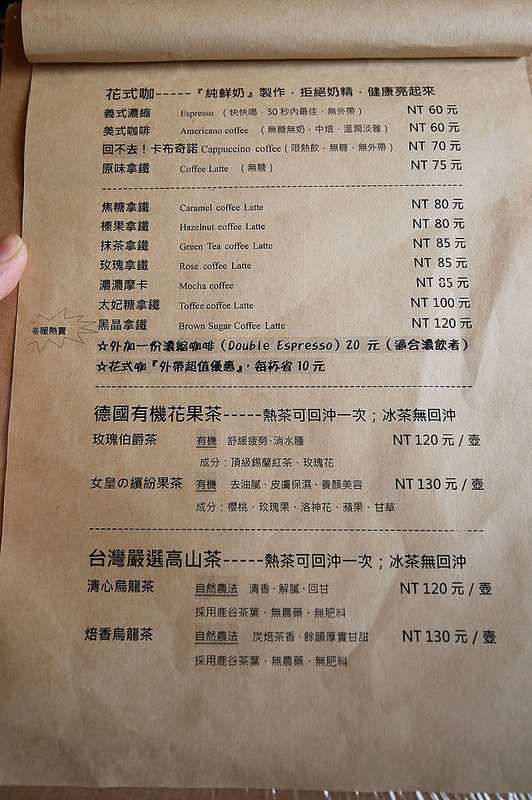 花式咖-----『純鮮奶』製作，拒絕奶精，健康亮起來
義式濃縮 Espresso （快快喝．30 秒內最佳．無外帶） NT 60 元
美式咖啡 Americano coffee （無糖無奶．中焙．溫潤淡雅） NT 60 元
回不去！卡布奇諾 Cappuccino coffee（限熱飲．無糖．無外帶） NT 70 元
原味拿鐵 Coffee Latte （無糖） NT 75 元
焦糖拿鐵 Caramel coffee Latte NT 80 元
榛果拿鐵 Hazelnut coffee Latte NT 80 元
抹茶拿鐵 Green Tea coffee Latte NT 85 元
玫瑰拿鐵 Rose coffee Latte NT 85 元
濃濃摩卡 Mocha coffee NT 85 元
太妃糖拿鐵 Toffee coffee Latte NT 100 元
冬暖熱賣 黑晶拿鐵 Brown Sugar Coffee Latte NT 120 元
☆外加一份濃縮咖啡（Double Espresso）20 元（適合濃飲者）
☆花式咖『外帶超值優惠』，每杯省 10 元
德國有機花果茶-----熱茶可回沖一次；冰茶無回沖
玫瑰伯爵茶 有機 舒緩疲勞、消水腫 NT 120 元 / 壺
成分：頂級錫蘭紅茶、玫瑰花
女皇の繽紛果茶 有機 去油膩、皮膚保濕、養顏美容 NT 130 元 / 壺
成分：櫻桃、玫瑰果、洛神花、蘋果、甘草
台灣嚴選高山茶-----熱茶可回沖一次；冰茶無回沖
清心烏龍茶 自然農法 清香、解膩、回甘 NT 120 元 / 壺
採用鹿谷茶葉、無農藥、無肥料
焙香烏龍茶 自然農法 炭焙茶香、餘韻厚實甘甜 NT 130 元 / 壺
採用鹿谷茶葉、無農藥、無肥料